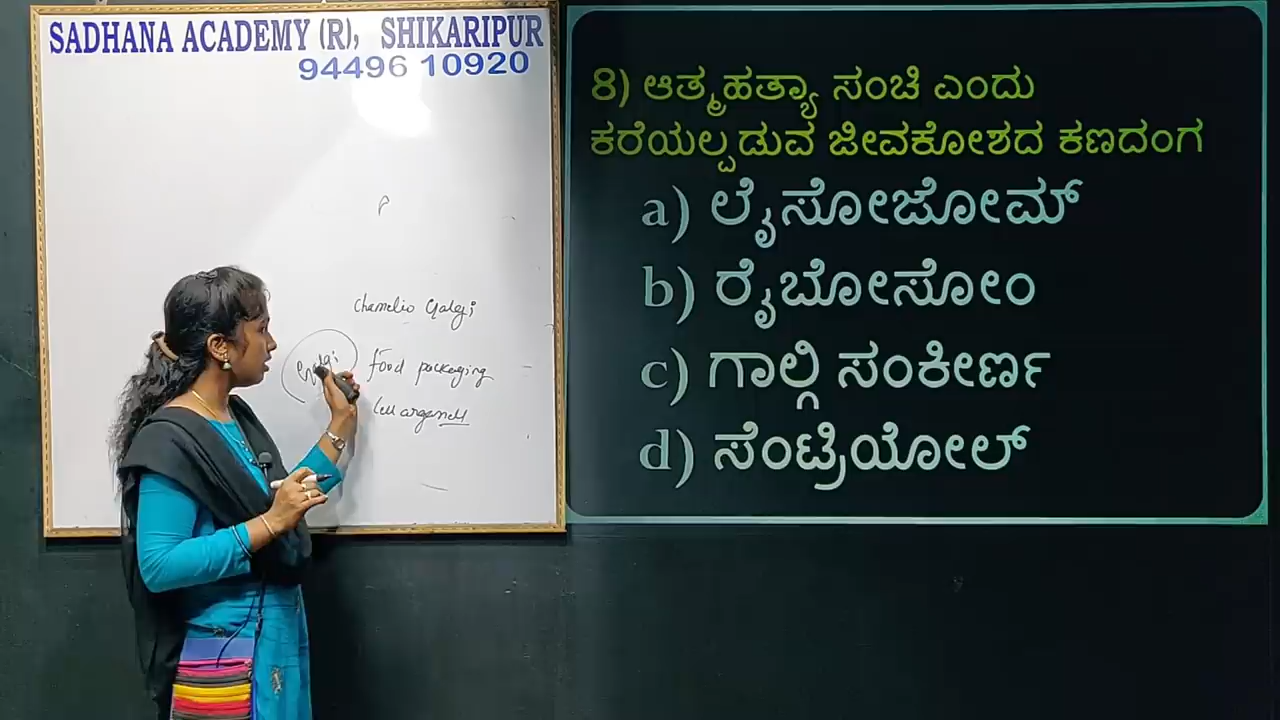 SADHANA ACADEMY (R), SHIKARIPUR
94496 10920
chamelio Golgi
Golgi
food packaging
cell organell
8) ಆತ್ಮಹತ್ಯಾ ಸಂಚಿ ಎಂದು
ಕರೆಯಲ್ಪಡುವ ಜೀವಕೋಶದ ಕಣದಂಗ
a) ಲೈಸೋಜೋಮ್
b) ರೈಬೋಸೋಂ
c) ಗಾಲ್ಗಿ ಸಂಕೀರ್ಣ
d) ಸೆಂಟ್ರಿಯೋಲ್